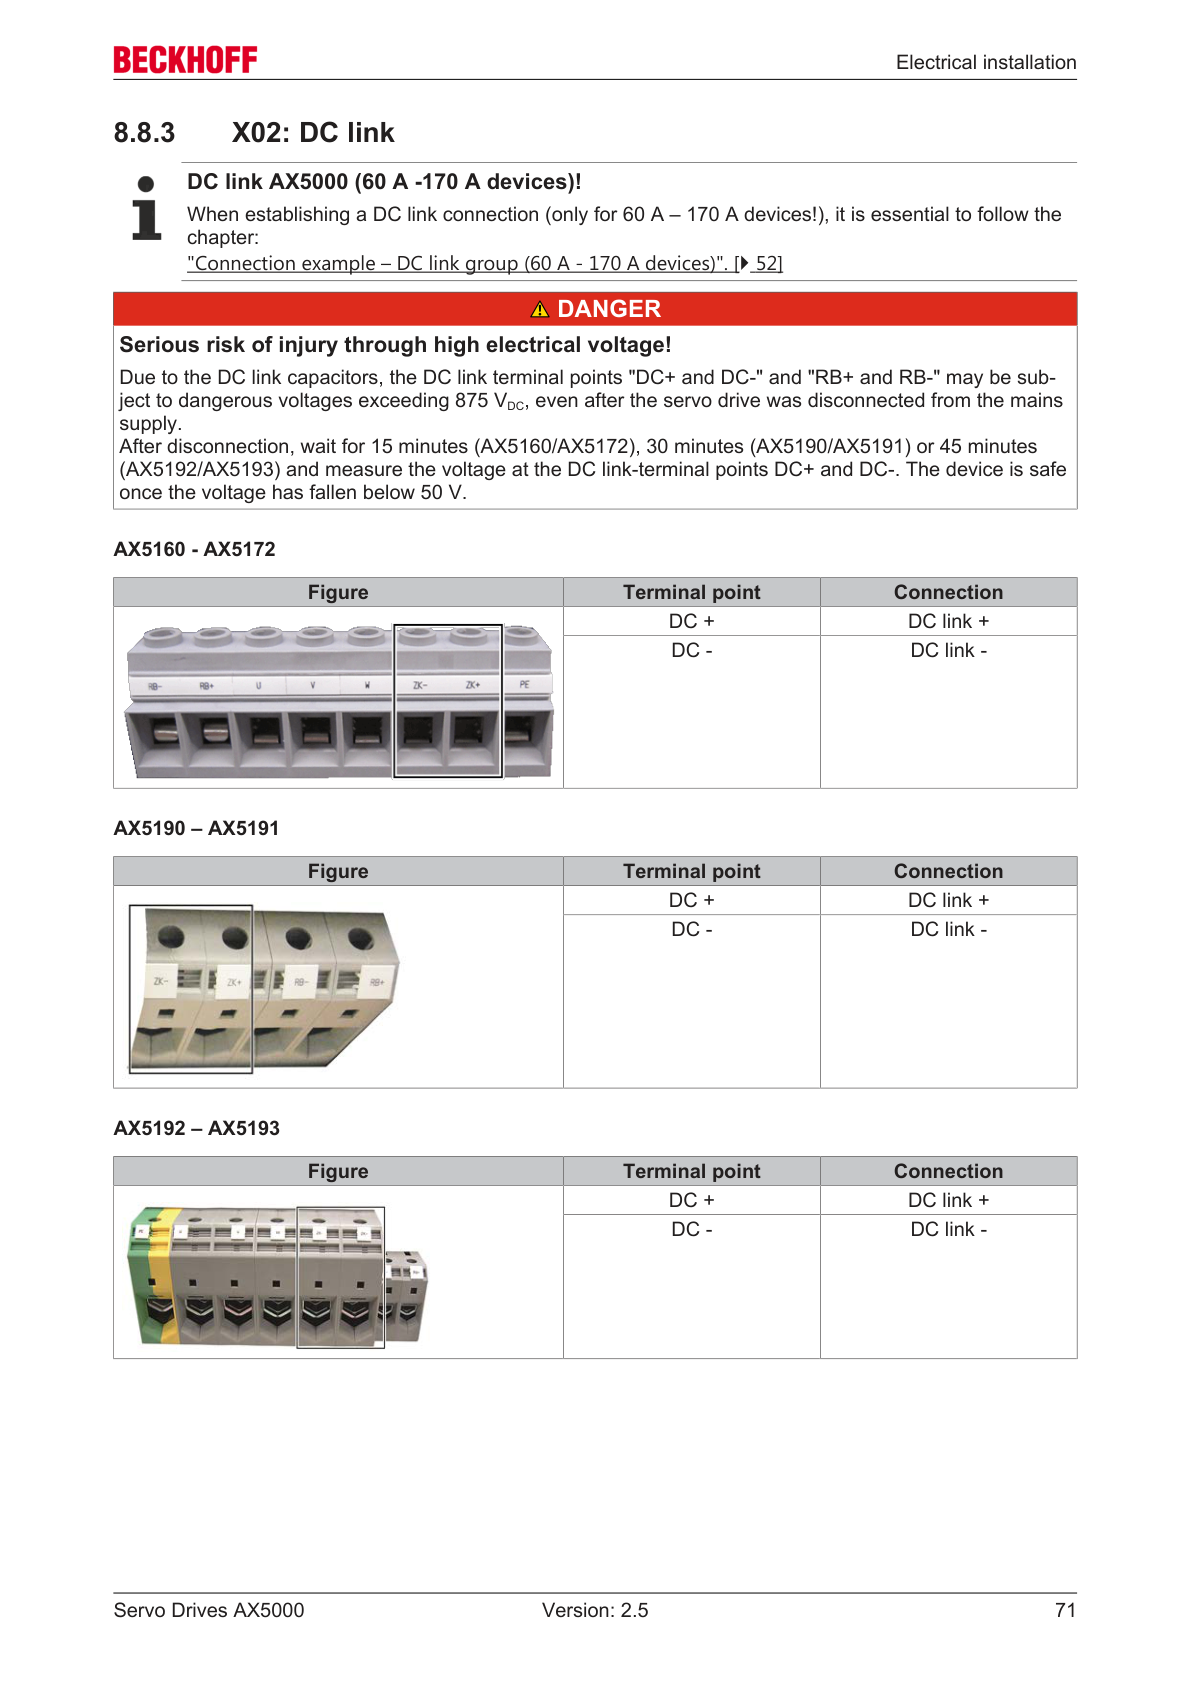 BECKHOFF
Electrical installation
8.8.3 X02: DC link
DC link AX5000 (60 A -170 A devices)!
When establishing a DC link connection (only for 60 A – 170 A devices!), it is essential to follow the
chapter:
"Connection example – DC link group (60 A - 170 A devices)". [ 52]
DANGER
Serious risk of injury through high electrical voltage!
Due to the DC link capacitors, the DC link terminal points "DC+ and DC-" and "RB+ and RB-" may be sub-
ject to dangerous voltages exceeding 875 VDC, even after the servo drive was disconnected from the mains
supply.
After disconnection, wait for 15 minutes (AX5160/AX5172), 30 minutes (AX5190/AX5191) or 45 minutes
(AX5192/AX5193) and measure the voltage at the DC link-terminal points DC+ and DC-. The device is safe
once the voltage has fallen below 50 V.
AX5160 - AX5172
Figure Terminal point Connection
DC + DC link +
DC - DC link -
RB- RB+ U V W ZK- ZK+ PE
AX5190 – AX5191
Figure Terminal point Connection
DC + DC link +
DC - DC link -
ZK- ZK+ RB- RB+
AX5192 – AX5193
Figure Terminal point Connection
DC + DC link +
DC - DC link -
Servo Drives AX5000 Version: 2.5 71